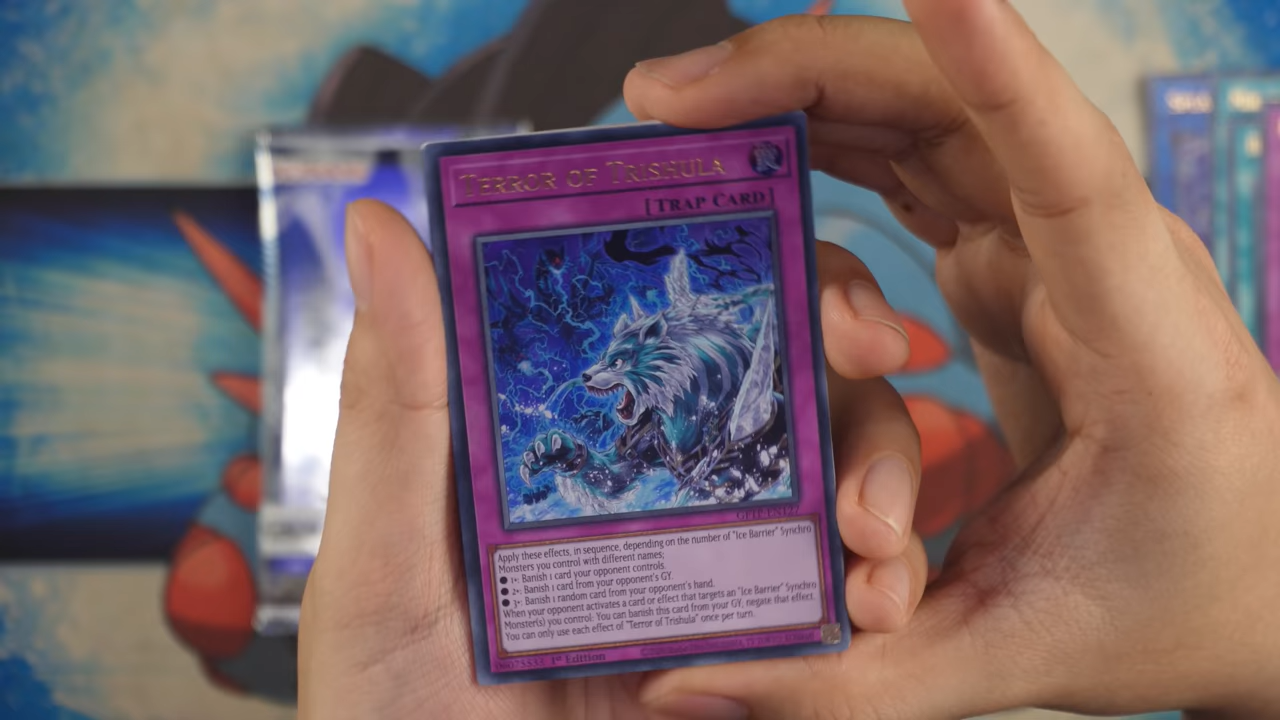 TERROR OF TRISHULA
[TRAP CARD]
GFTP-EN127
Apply these effects, in sequence, depending on the number of "Ice Barrier" Synchro
Monsters you control with different names;
● 1+: Banish 1 card your opponent controls.
● 2+: Banish 1 card from your opponent's GY.
● 3+: Banish 1 random card from your opponent's hand.
When your opponent activates a card or effect that targets an "Ice Barrier" Synchro
Monster(s) you control: You can banish this card from your GY, negate that effect.
You can only use each effect of "Terror of Trishula" once per turn.
1st Edition